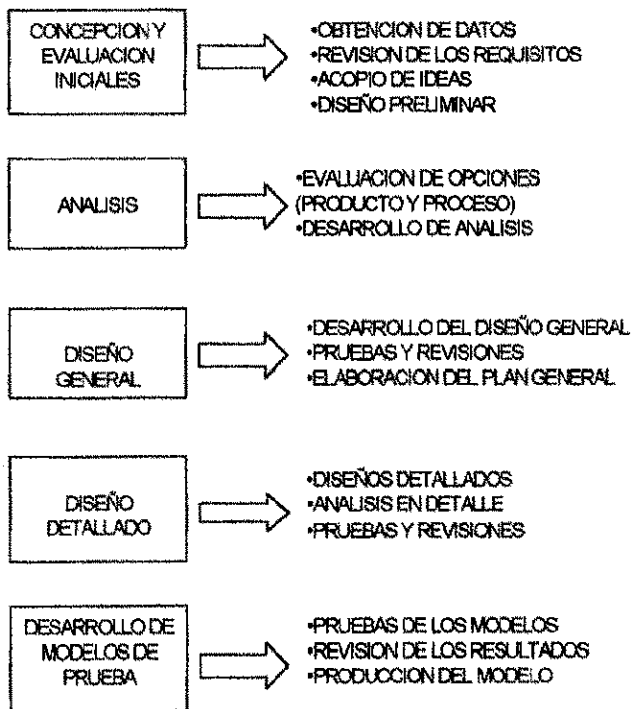 CONCEPCION Y
EVALUACION
INICIALES
•OBTENCION DE DATOS
•REVISION DE LOS REQUISITOS
•ACOPIO DE IDEAS
•DISEÑO PRELIMINAR
ANALISIS
•EVALUACION DE OPCIONES
(PRODUCTO Y PROCESO)
•DESARROLLO DE ANALISIS
DISEÑO
GENERAL
•DESARROLLO DEL DISEÑO GENERAL
•PRUEBAS Y REVISIONES
•ELABORACION DEL PLAN GENERAL
DISEÑO
DETALLADO
•DISEÑOS DETALLADOS
•ANALISIS EN DETALLE
•PRUEBAS Y REVISIONES
DESARROLLO DE
MODELOS DE
PRUEBA
•PRUEBAS DE LOS MODELOS
•REVISION DE LOS RESULTADOS
•PRODUCCION DEL MODELO